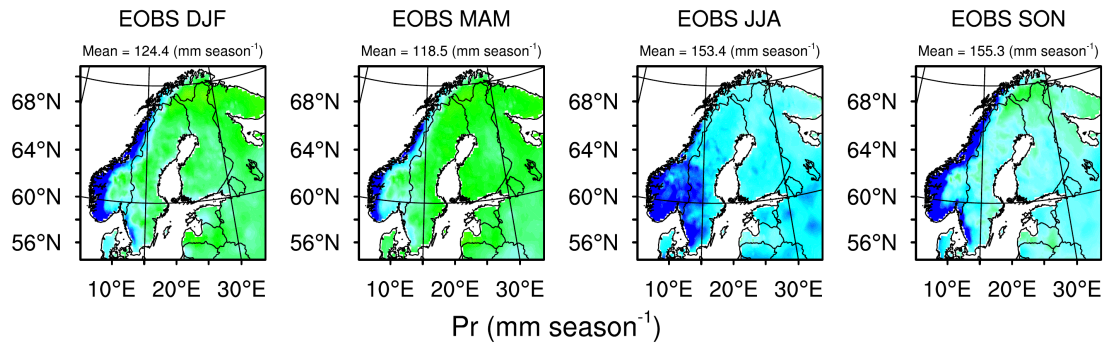 EOBS DJF EOBS MAM EOBS JJA EOBS SON
Mean = 124.4 (mm season⁻¹) Mean = 118.5 (mm season⁻¹) Mean = 153.4 (mm season⁻¹) Mean = 155.3 (mm season⁻¹)
68°N 68°N 68°N 68°N
64°N 64°N 64°N 64°N
60°N 60°N 60°N 60°N
56°N 56°N 56°N 56°N
10°E 20°E 30°E 10°E 20°E 30°E 10°E 20°E 30°E 10°E 20°E 30°E
Pr (mm season⁻¹)